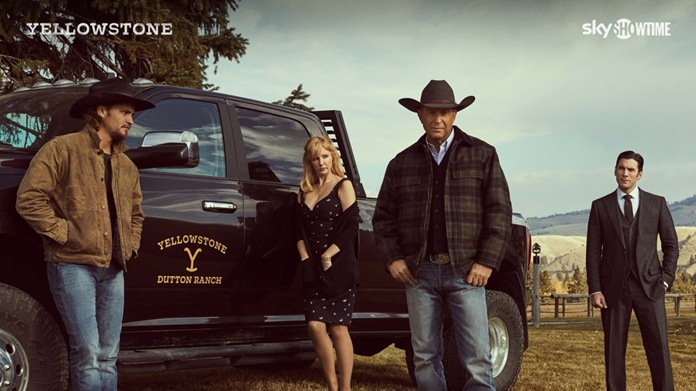 YELLOWSTONE
sky SHOWTIME
YELLOWSTONE
Y
DUTTON RANCH